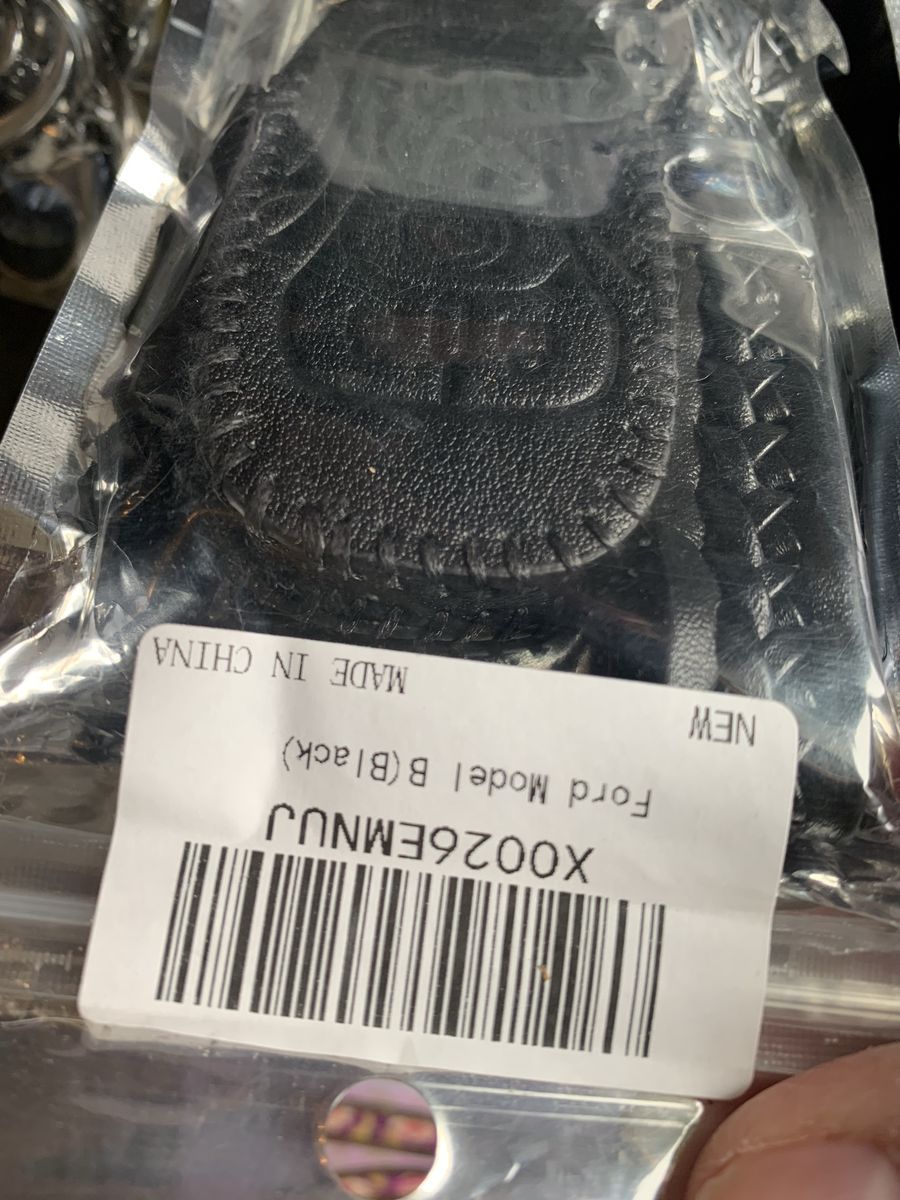 X0026EMNUJ
Ford Model B(Black)
NEW
MADE IN CHINA